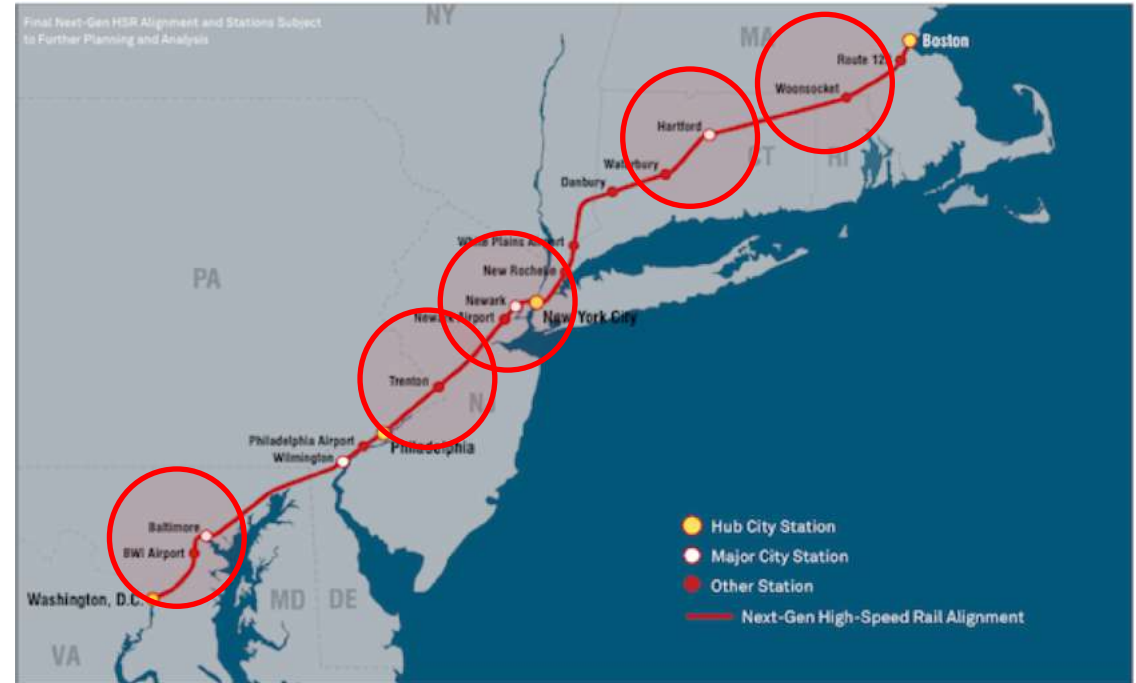 Final Next-Gen HSR Alignment and Stations Subject
to Further Planning and Analysis
NY
MA
Boston
Route 12
Woonsocket
Hartford
CT
RI
Waterbury
Danbury
White Plains Airport
New Rochelle
PA
Newark
Newark Airport
New York City
Trenton
NJ
Philadelphia Airport
Philadelphia
Wilmington
Baltimore
BWI Airport
Washington, D.C.
MD
DE
VA
Hub City Station
Major City Station
Other Station
Next-Gen High-Speed Rail Alignment